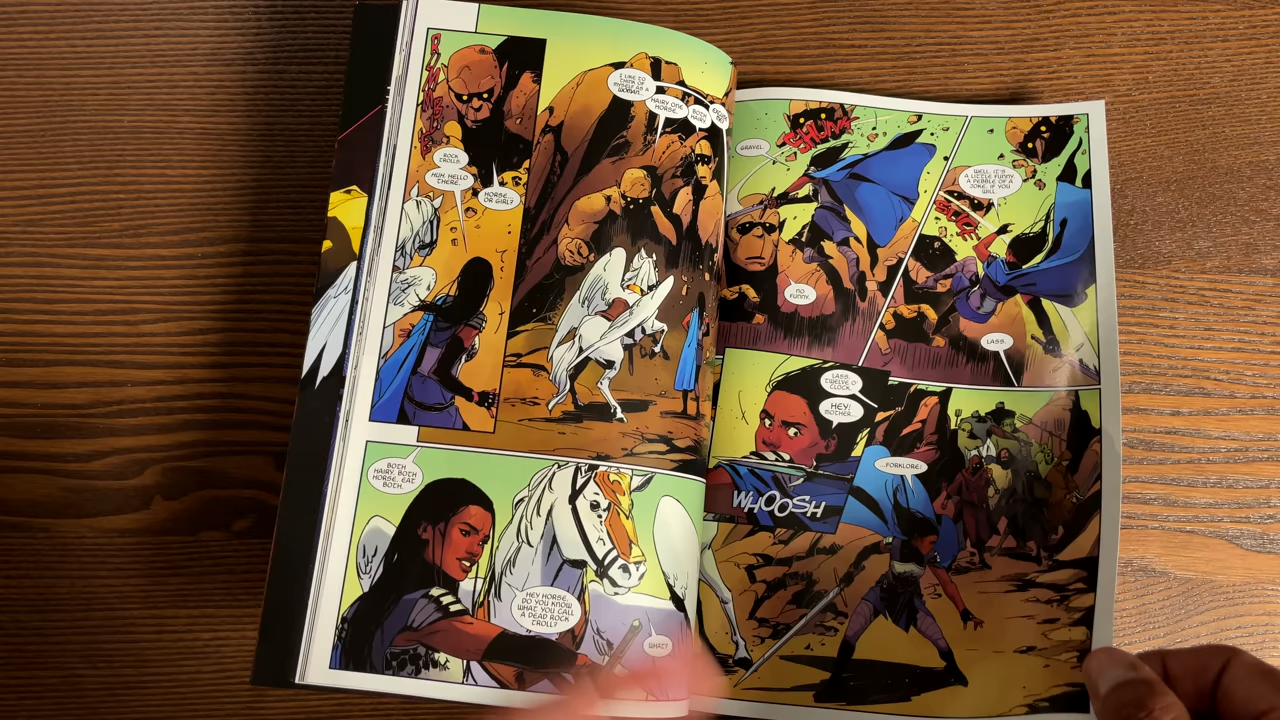 RUMMBLE
ROCK
TROLLS.
HUH. HELLO
THERE.
HORSE...
OR GIRL?
I LIKE TO
THINK OF
MYSELF AS A
WOMAN...
HAIRY ONE
HORSE.
BOTH
HAIRY.
BOTH
HAIRY. BOTH
HORSE. EAT
BOTH.
HEY HORSE,
DO YOU KNOW
WHAT YOU CALL
A DEAD ROCK
TROLL?
WHAT?
GRAVEL.
SHUNK
NO
FUNNY.
WELL, IT'S
A LITTLE FUNNY.
A PEBBLE OF A
JOKE, IF YOU
WILL.
SLICE
LASS.
LASS,
TWELVE O'
CLOCK.
HEY!
MOTHER...
WHOOSH
...FORKLORE!